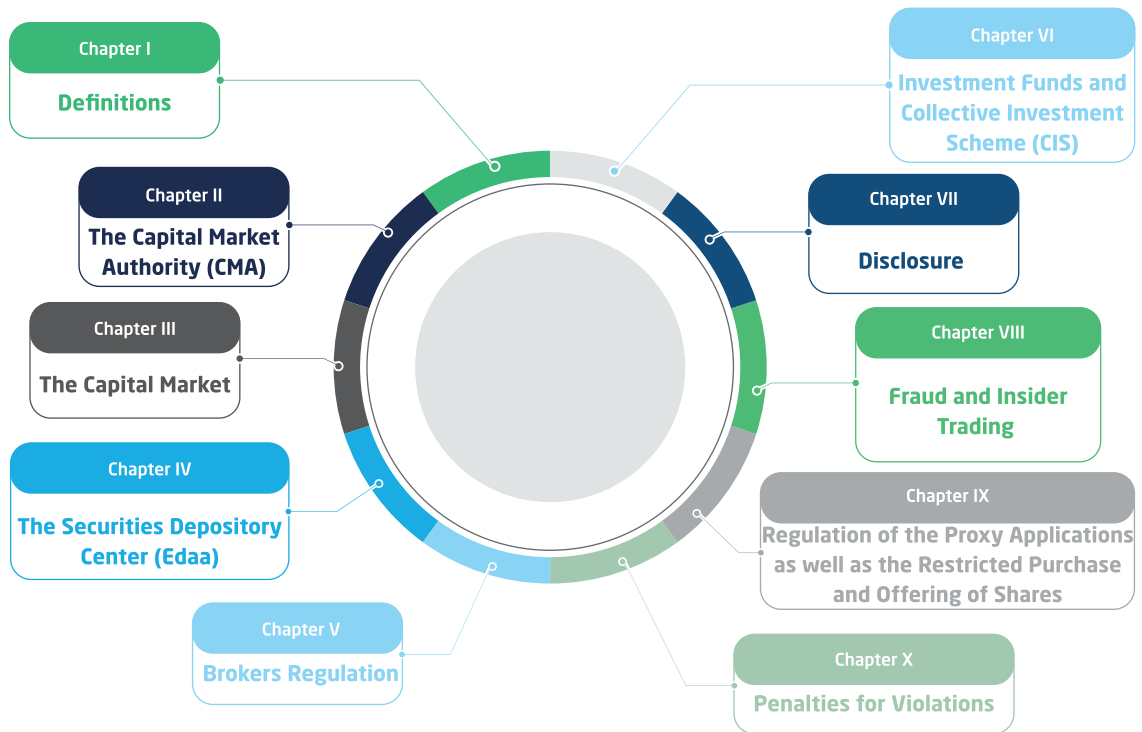 Chapter I
Definitions
Chapter II
The Capital Market
Authority (CMA)
Chapter III
The Capital Market
Chapter IV
The Securities Depository
Center (Edaa)
Chapter V
Brokers Regulation
Chapter VI
Investment Funds and
Collective Investment
Scheme (CIS)
Chapter VII
Disclosure
Chapter VIII
Fraud and Insider
Trading
Chapter IX
Regulation of the Proxy Applications
as well as the Restricted Purchase
and Offering of Shares
Chapter X
Penalties for Violations